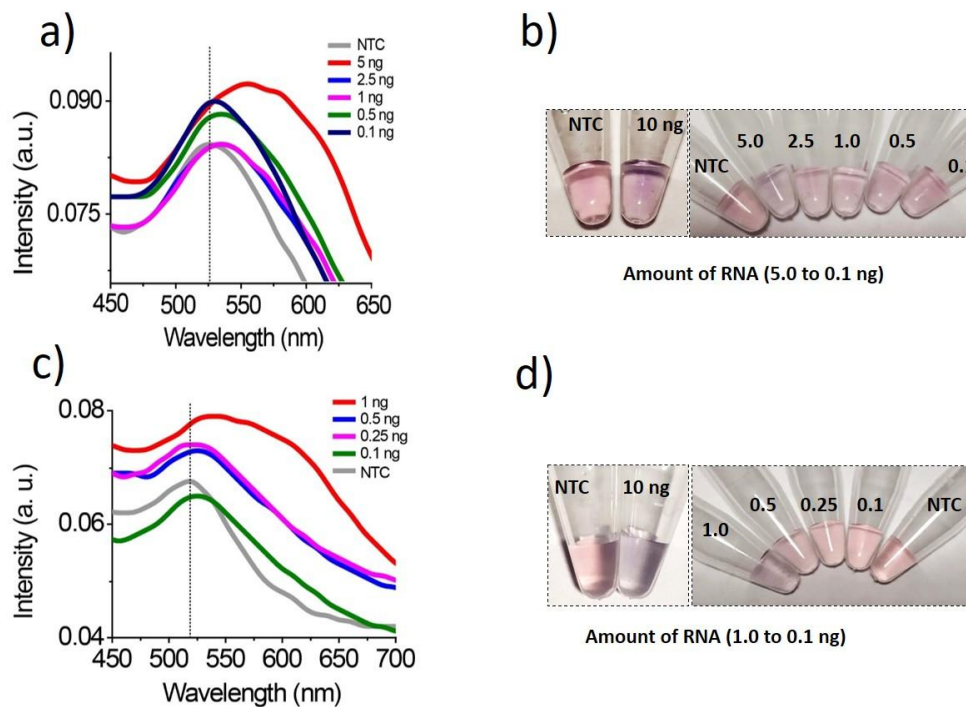 a)
NTC
5 ng
2.5 ng
1 ng
0.5 ng
0.1 ng
0.090
0.075
Intensity (a.u.)
450 500 550 600 650
Wavelength (nm)
b)
NTC 10 ng
NTC 5.0 2.5 1.0 0.5
Amount of RNA (5.0 to 0.1 ng)
c)
1 ng
0.5 ng
0.25 ng
0.1 ng
NTC
0.08
0.06
0.04
Intensity (a. u.)
450 500 550 600 650 700
Wavelength (nm)
d)
NTC 10 ng
1.0 0.5 0.25 0.1 NTC
Amount of RNA (1.0 to 0.1 ng)